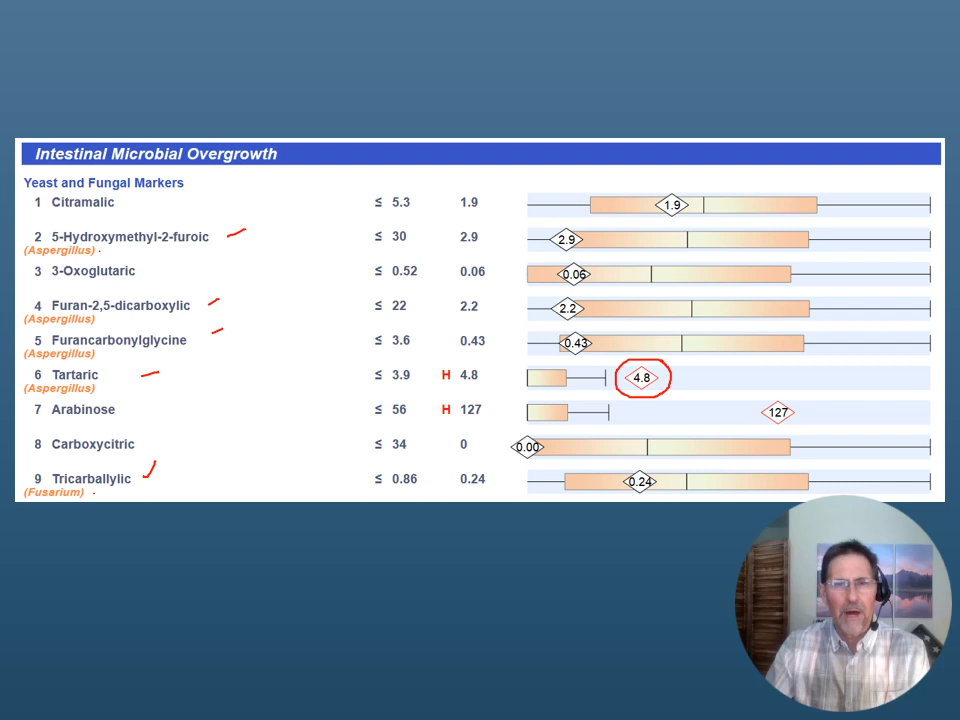 Intestinal Microbial Overgrowth
Yeast and Fungal Markers
1 Citramalic ≤ 5.3 1.9 1.9
2 5-Hydroxymethyl-2-furoic ≤ 30 2.9 2.9
(Aspergillus)
3 3-Oxoglutaric ≤ 0.52 0.06 0.06
4 Furan-2,5-dicarboxylic ≤ 22 2.2 2.2
(Aspergillus)
5 Furancarbonylglycine ≤ 3.6 0.43 0.43
(Aspergillus)
6 Tartaric ≤ 3.9 H 4.8 4.8
(Aspergillus)
7 Arabinose ≤ 56 H 127 127
8 Carboxycitric ≤ 34 0 0.00
9 Tricarballylic ≤ 0.86 0.24 0.24
(Fusarium)